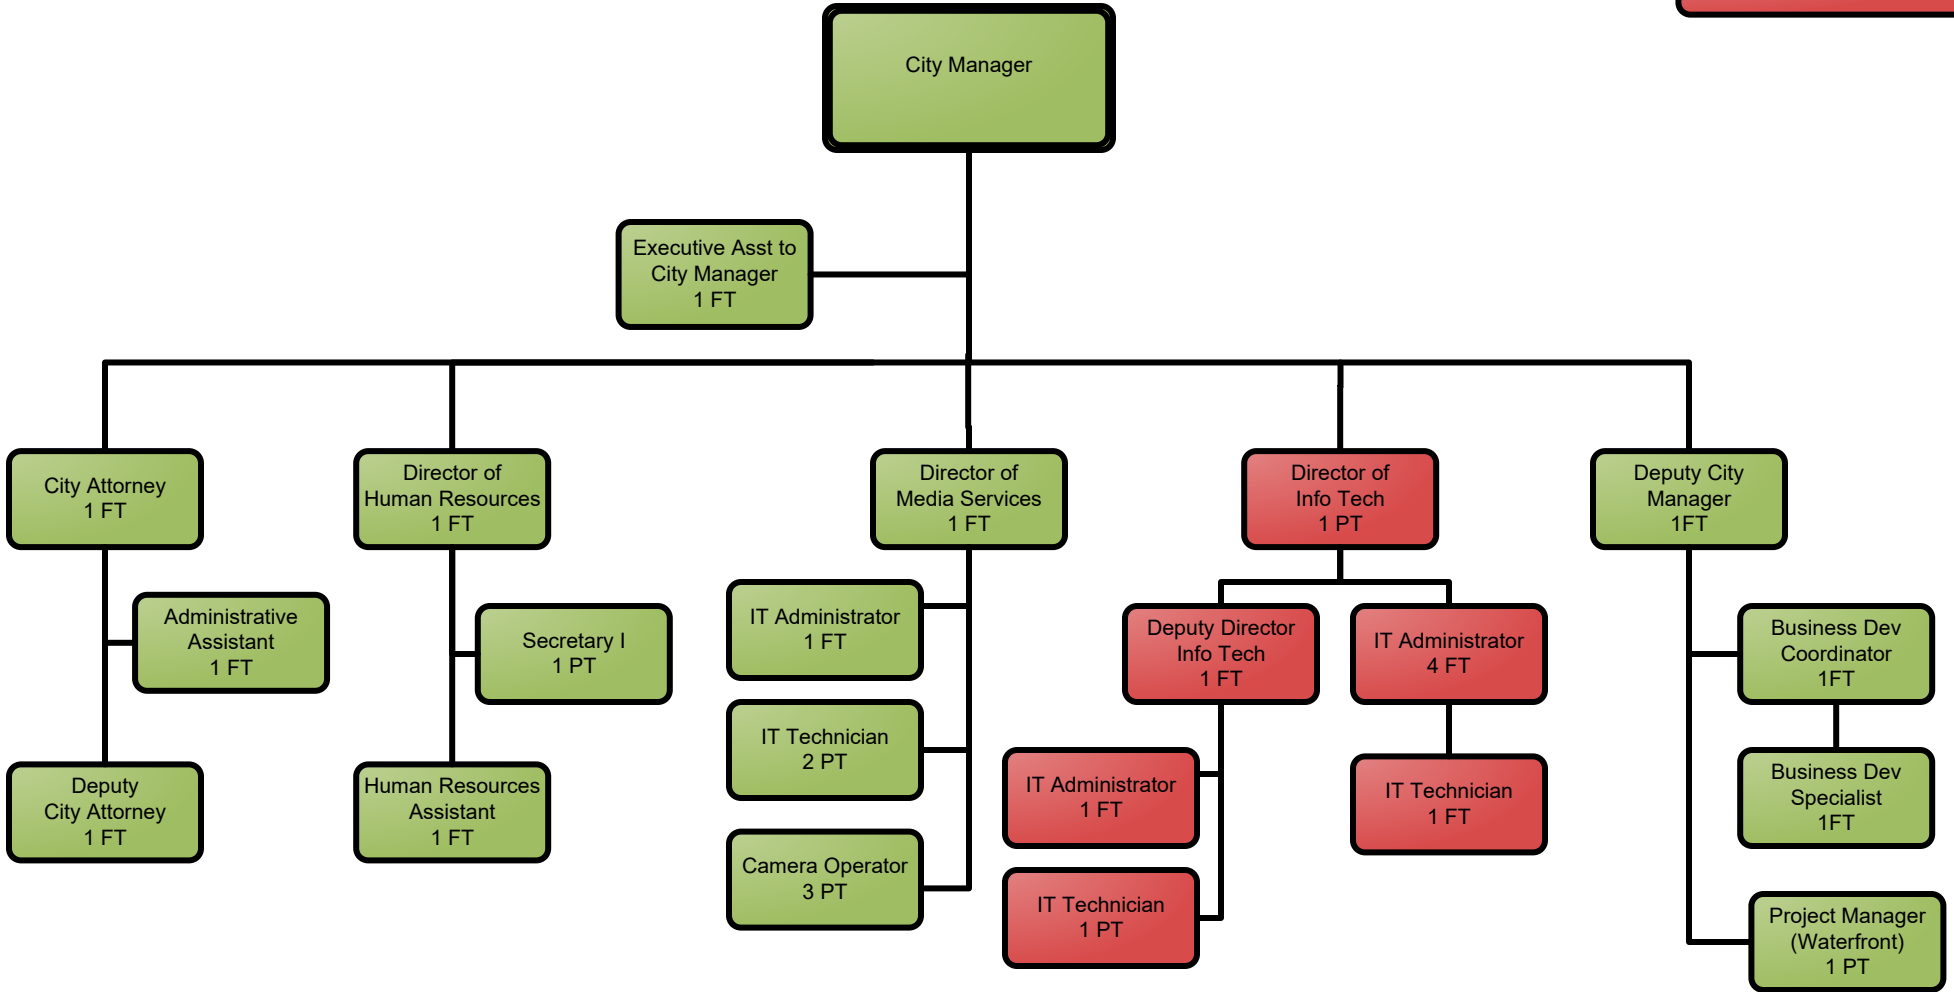 City Manager
Executive Asst to
City Manager
1 FT
City Attorney
1 FT
Director of
Human Resources
1 FT
Director of
Media Services
1 FT
Director of
Info Tech
1 PT
Deputy City
Manager
1FT
Administrative
Assistant
1 FT
Secretary I
1 PT
IT Administrator
1 FT
Deputy Director
Info Tech
1 FT
IT Administrator
4 FT
Business Dev
Coordinator
1FT
IT Technician
2 PT
IT Administrator
1 FT
IT Technician
1 FT
Business Dev
Specialist
1FT
Deputy
City Attorney
1 FT
Human Resources
Assistant
1 FT
Camera Operator
3 PT
IT Technician
1 PT
Project Manager
(Waterfront)
1 PT